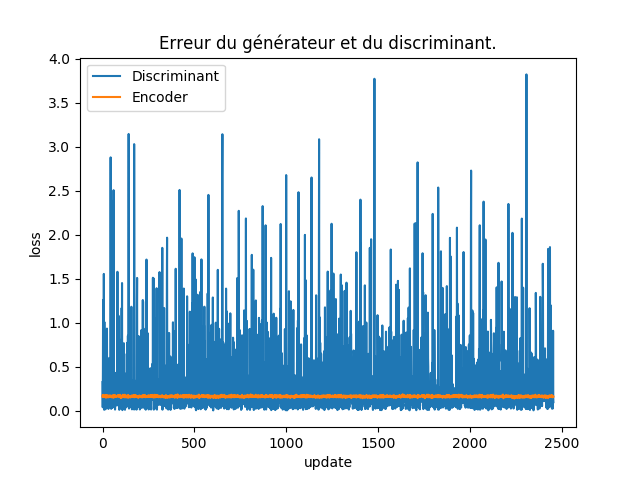 Erreur du générateur et du discriminant.
Discriminant
Encoder
4.0
3.5
3.0
2.5
2.0
1.5
1.0
0.5
0.0
loss
0 500 1000 1500 2000 2500
update